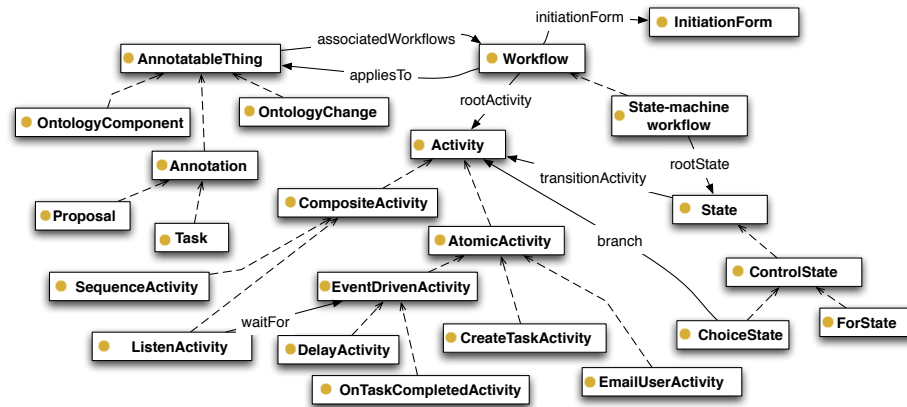 initiationForm
InitiationForm
associatedWorkflows
AnnotatableThing
Workflow
appliesTo
rootActivity
OntologyComponent
OntologyChange
State-machine
workflow
Activity
rootState
Annotation
transitionActivity
CompositeActivity
State
Proposal
Task
AtomicActivity
branch
ControlState
SequenceActivity
EventDrivenActivity
waitFor
ListenActivity
DelayActivity
CreateTaskActivity
ChoiceState
ForState
OnTaskCompletedActivity
EmailUserActivity